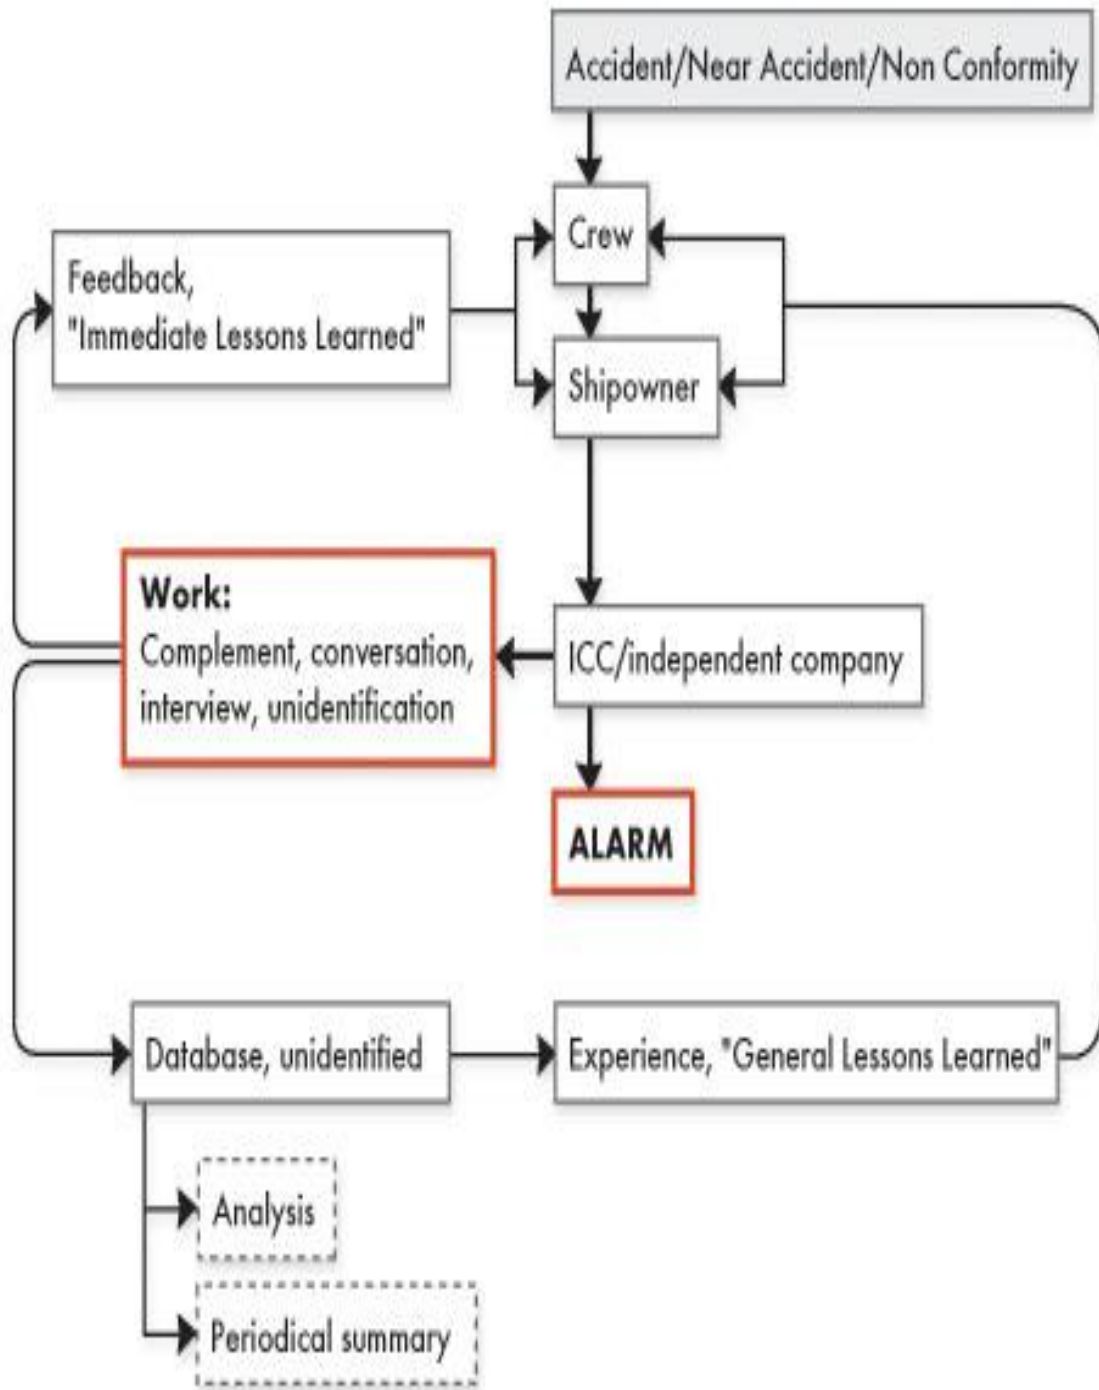 Accident/Near Accident/Non Conformity
Crew
Feedback,
"Immediate Lessons Learned"
Shipowner
Work:
Complement, conversation,
interview, unidentification
ICC/independent company
ALARM
Database, unidentified
Experience, "General Lessons Learned"
Analysis
Periodical summary